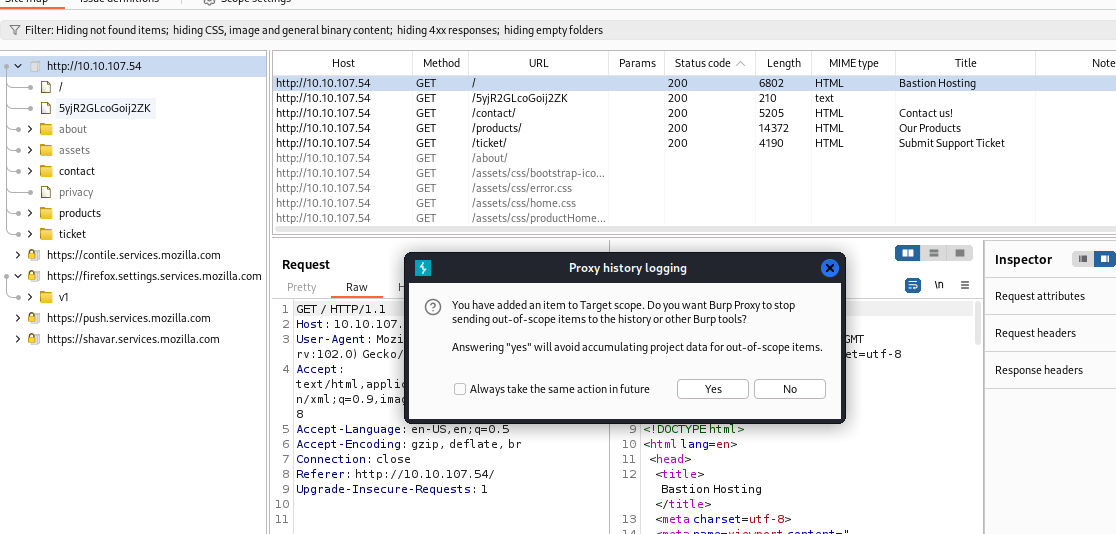 Site map Issue definitions Scope settings
Filter: Hiding not found items; hiding CSS, image and general binary content; hiding 4xx responses; hiding empty folders
http://10.10.107.54
/
5yjR2GLcoGoij2ZK
about
assets
contact
privacy
products
ticket
https://contile.services.mozilla.com
https://firefox.settings.services.mozilla.com
v1
https://push.services.mozilla.com
https://shavar.services.mozilla.com
Host Method URL Params Status code Length MIME type Title Note
http://10.10.107.54 GET / 200 6802 HTML Bastion Hosting
http://10.10.107.54 GET /5yjR2GLcoGoij2ZK 200 210 text
http://10.10.107.54 GET /contact/ 200 5205 HTML Contact us!
http://10.10.107.54 GET /products/ 200 14372 HTML Our Products
http://10.10.107.54 GET /ticket/ 200 4190 HTML Submit Support Ticket
http://10.10.107.54 GET /about/
http://10.10.107.54 GET /assets/css/bootstrap-ico...
http://10.10.107.54 GET /assets/css/error.css
http://10.10.107.54 GET /assets/css/home.css
http://10.10.107.54 GET /assets/css/productHome...
Request
Pretty Raw H
1 GET / HTTP/1.1
2 Host: 10.10.107.
3 User-Agent: Mozi
rv:102.0) Gecko/
4 Accept:
text/html,applic
n/xml;q=0.9,imag
8
5 Accept-Language: en-US,en;q=0.5
6 Accept-Encoding: gzip, deflate, br
7 Connection: close
8 Referer: http://10.10.107.54/
9 Upgrade-Insecure-Requests: 1
10
11
Proxy history logging
You have added an item to Target scope. Do you want Burp Proxy to stop
sending out-of-scope items to the history or other Burp tools?
Answering "yes" will avoid accumulating project data for out-of-scope items.
Always take the same action in future
Yes No
\n
GMT
et=utf-8
9 <!DOCTYPE html>
10 <html lang=en>
11 <head>
12 <title>
Bastion Hosting
</title>
13 <meta charset=utf-8>
14 <meta name=viewport content="
Inspector
Request attributes
Request headers
Response headers